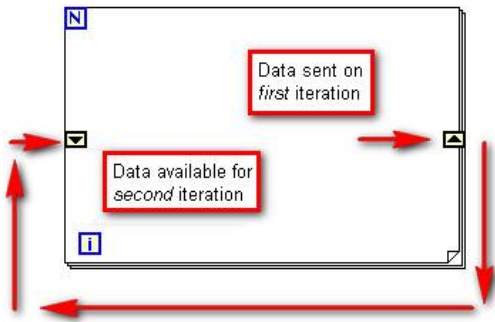 N
Data sent on
first iteration
Data available for
second iteration
i